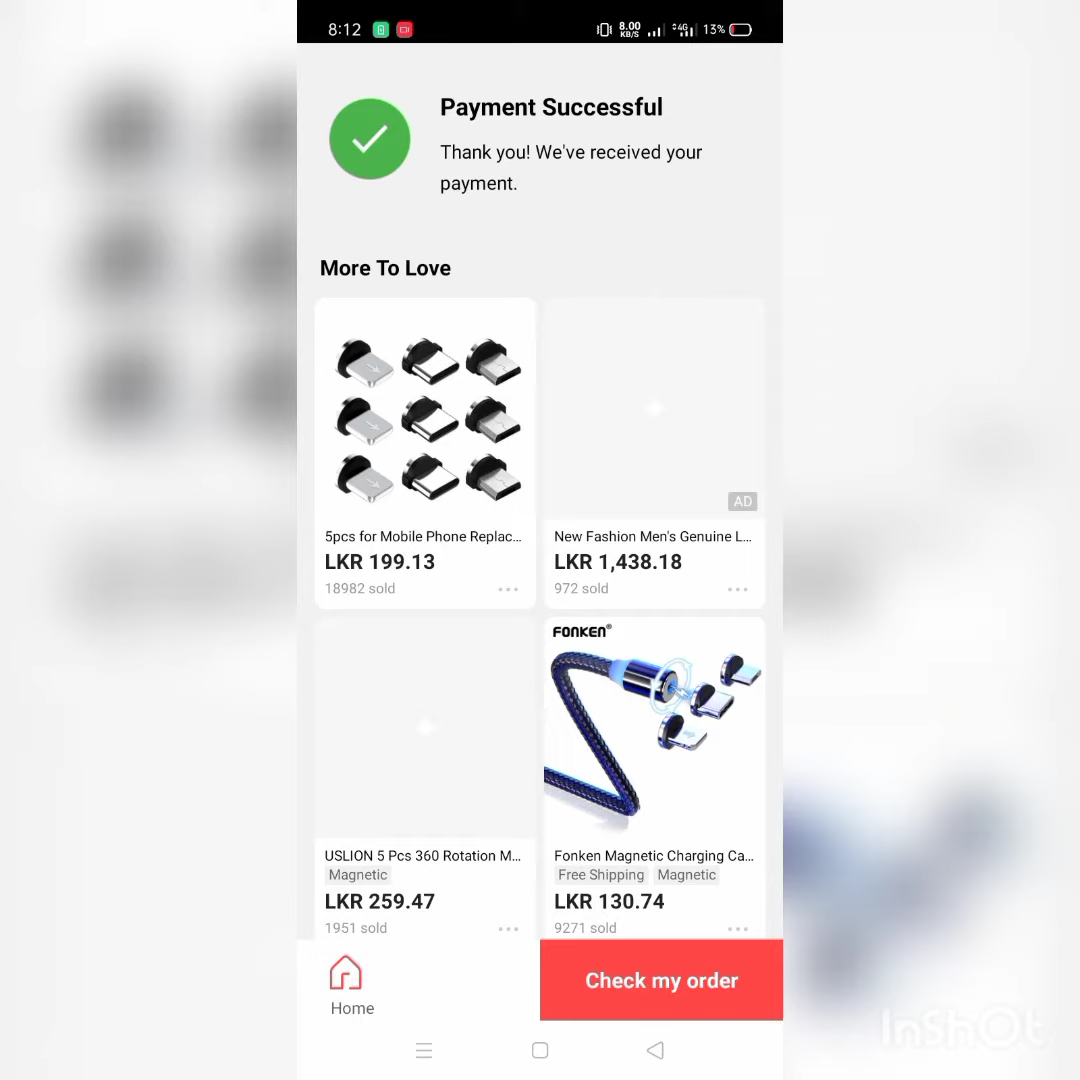 8:12
8.00
KB/S
4G
13%
Payment Successful
Thank you! We've received your
payment.
More To Love
AD
5pcs for Mobile Phone Replac...
LKR 199.13
18982 sold
New Fashion Men's Genuine L...
LKR 1,438.18
972 sold
FONKEN®
USLION 5 Pcs 360 Rotation M...
Magnetic
LKR 259.47
1951 sold
Fonken Magnetic Charging Ca...
Free Shipping Magnetic
LKR 130.74
9271 sold
Home
Check my order
InShOt